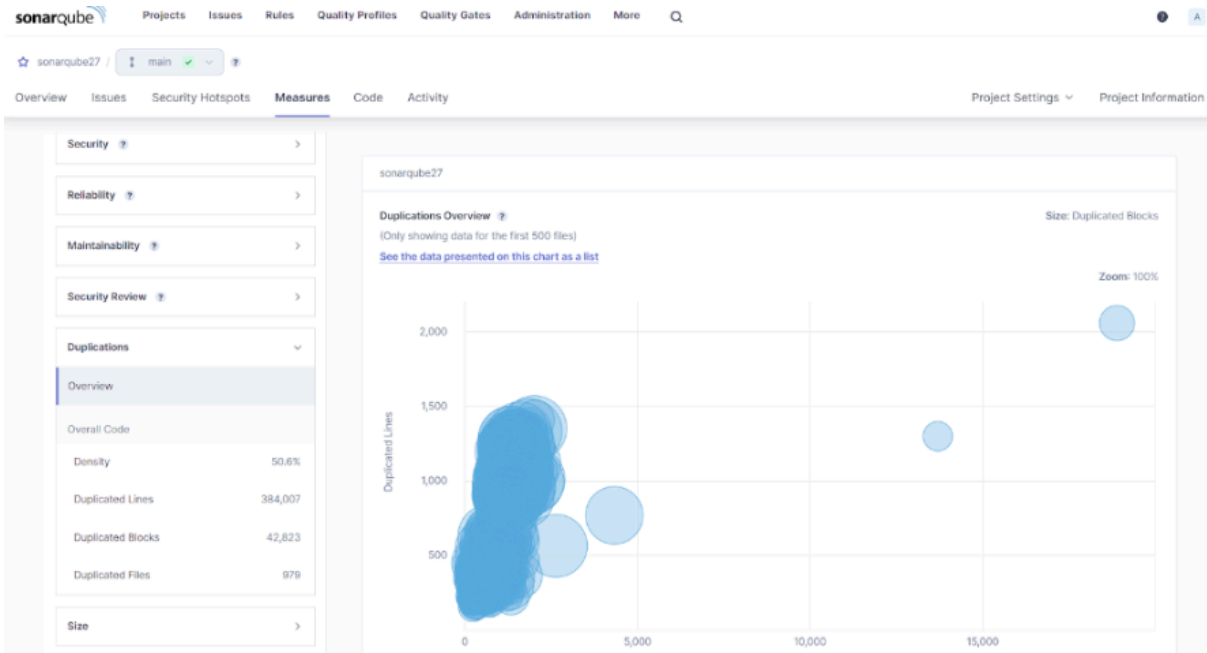 sonarqube
Projects Issues Rules Quality Profiles Quality Gates Administration More
? A
sonarqube27 / main ?
Overview Issues Security Hotspots Measures Code Activity Project Settings Project Information
Security ?
Reliability ?
Maintainability ?
Security Review ?
Duplications
Overview
Overall Code
Density 50.6%
Duplicated Lines 384,007
Duplicated Blocks 42,823
Duplicated Files 979
Size
sonarqube27
Duplications Overview ? Size: Duplicated Blocks
(Only showing data for the first 500 files)
See the data presented on this chart as a list
Zoom: 100%
Duplicated Lines
2,000
1,500
1,000
500
0 5,000 10,000 15,000